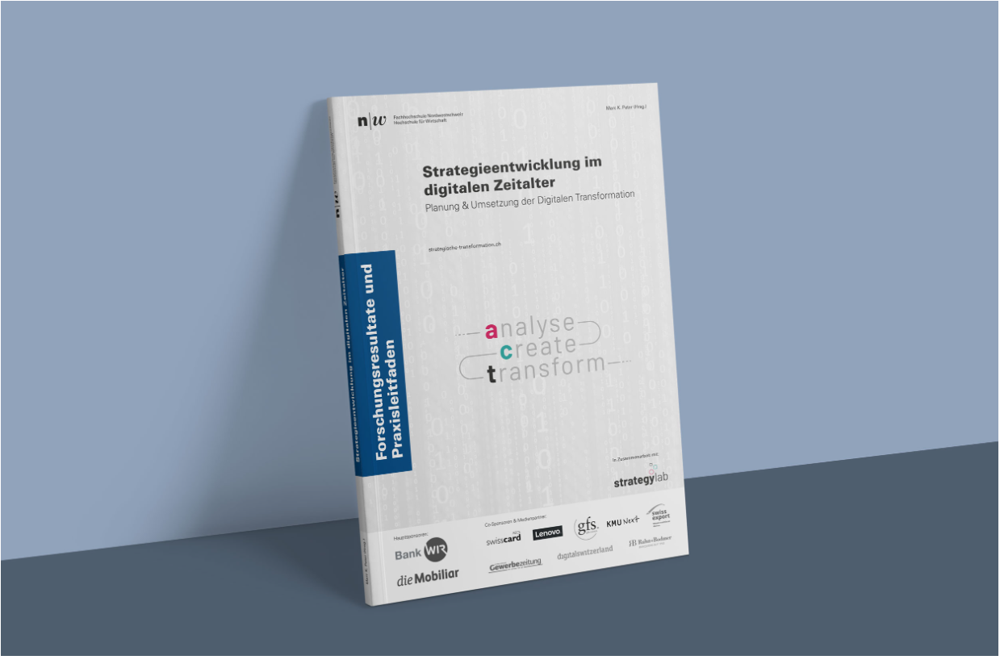 n|w
Fachhochschule Nordwestschweiz
Hochschule für Wirtschaft
Marc K. Peter (Hrsg.)
Strategieentwicklung im
digitalen Zeitalter
Planung & Umsetzung der Digitalen Transformation
strategische-transformation.ch
n|w
Strategieentwicklung im digitalen Zeitalter
Forschungsresultate und
Praxisleitfaden
analyse
create
transform
In Zusammenarbeit mit:
strategylab
Hauptsponsoren:
Bank WIR
die Mobiliar
Co-Sponsoren & Medienpartner:
swisscard
Lenovo
gfs.
KMU Next
swiss
export
Gewerbezeitung
digitalswitzerland
Marc K. Peter (Hrsg.)